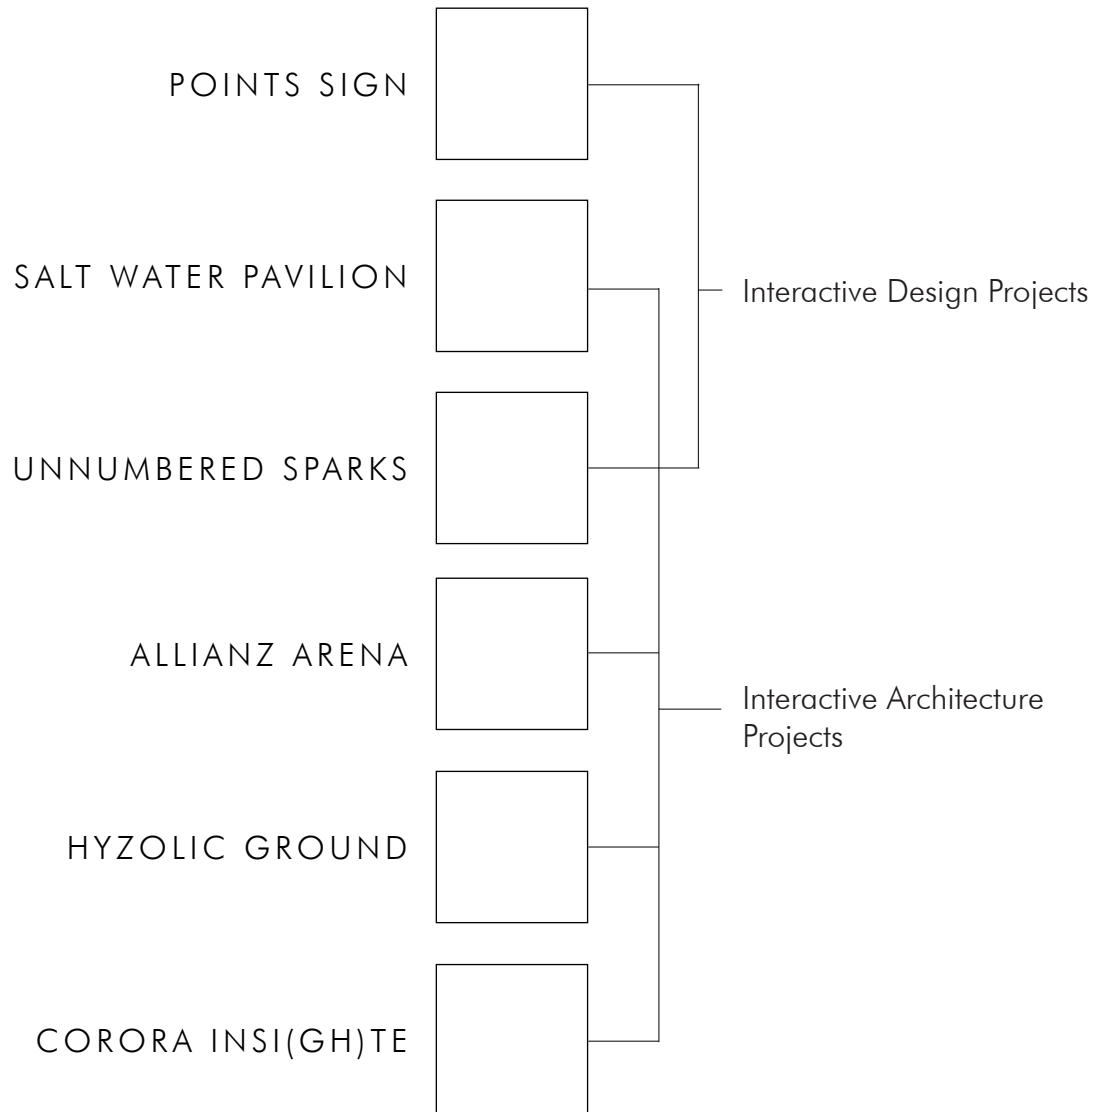 POINTS SIGN
SALT WATER PAVILION
Interactive Design Projects
UNNUMBERED SPARKS
ALLIANZ ARENA
Interactive Architecture
Projects
HYZOLIC GROUND
CORORA INSI(GH)TE